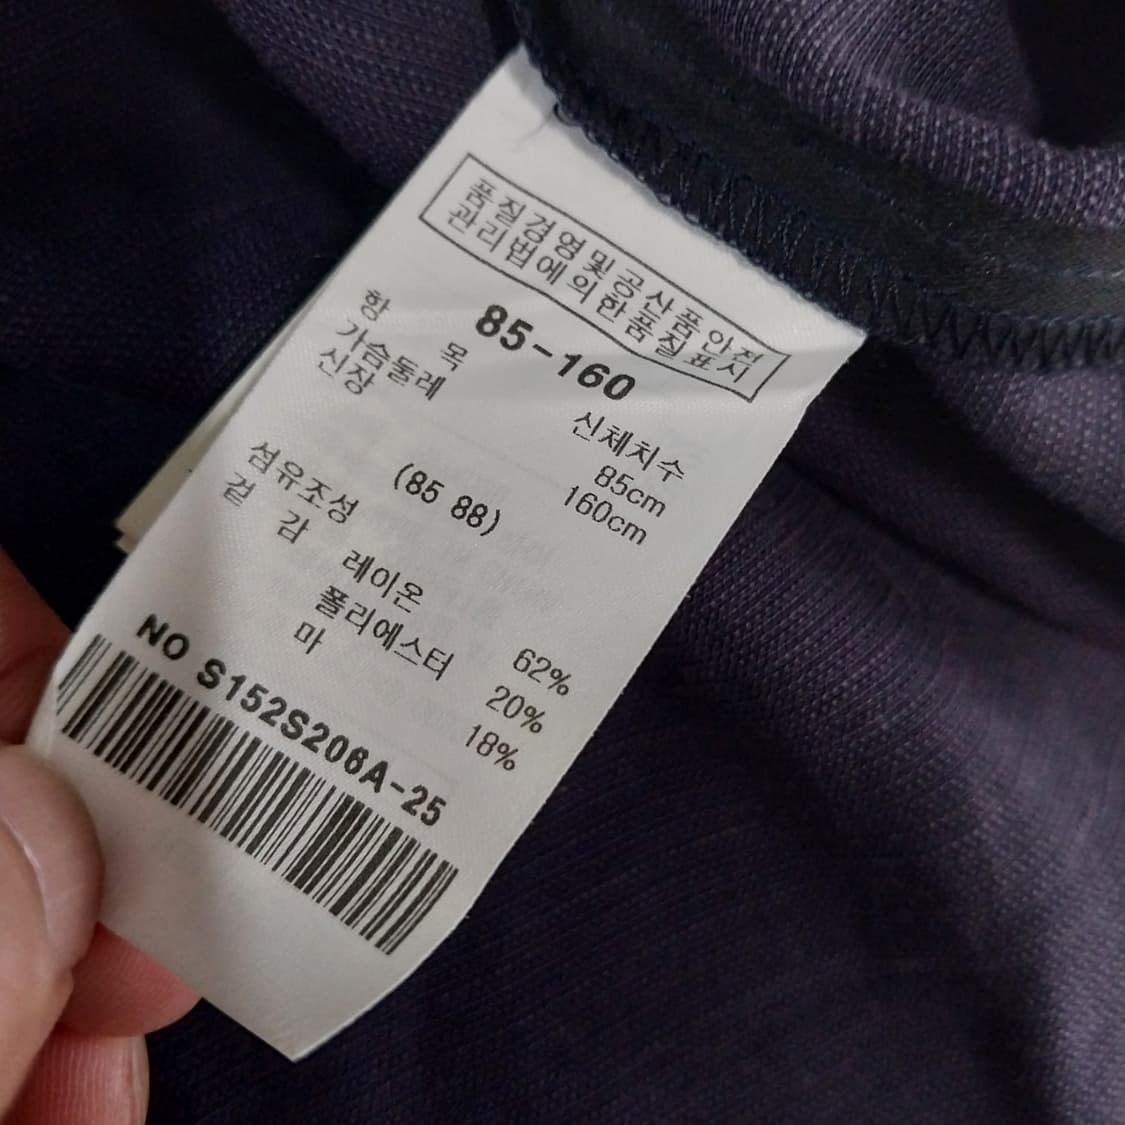 품질경영및공산품안전
관리법에의한품질표시
85-160
항 목 신체치수
가슴둘레 85cm
신장 160cm
(85 88)
섬유조성
겉 감 레이온 62%
폴리에스터 20%
마 18%
NO S152S206A-25